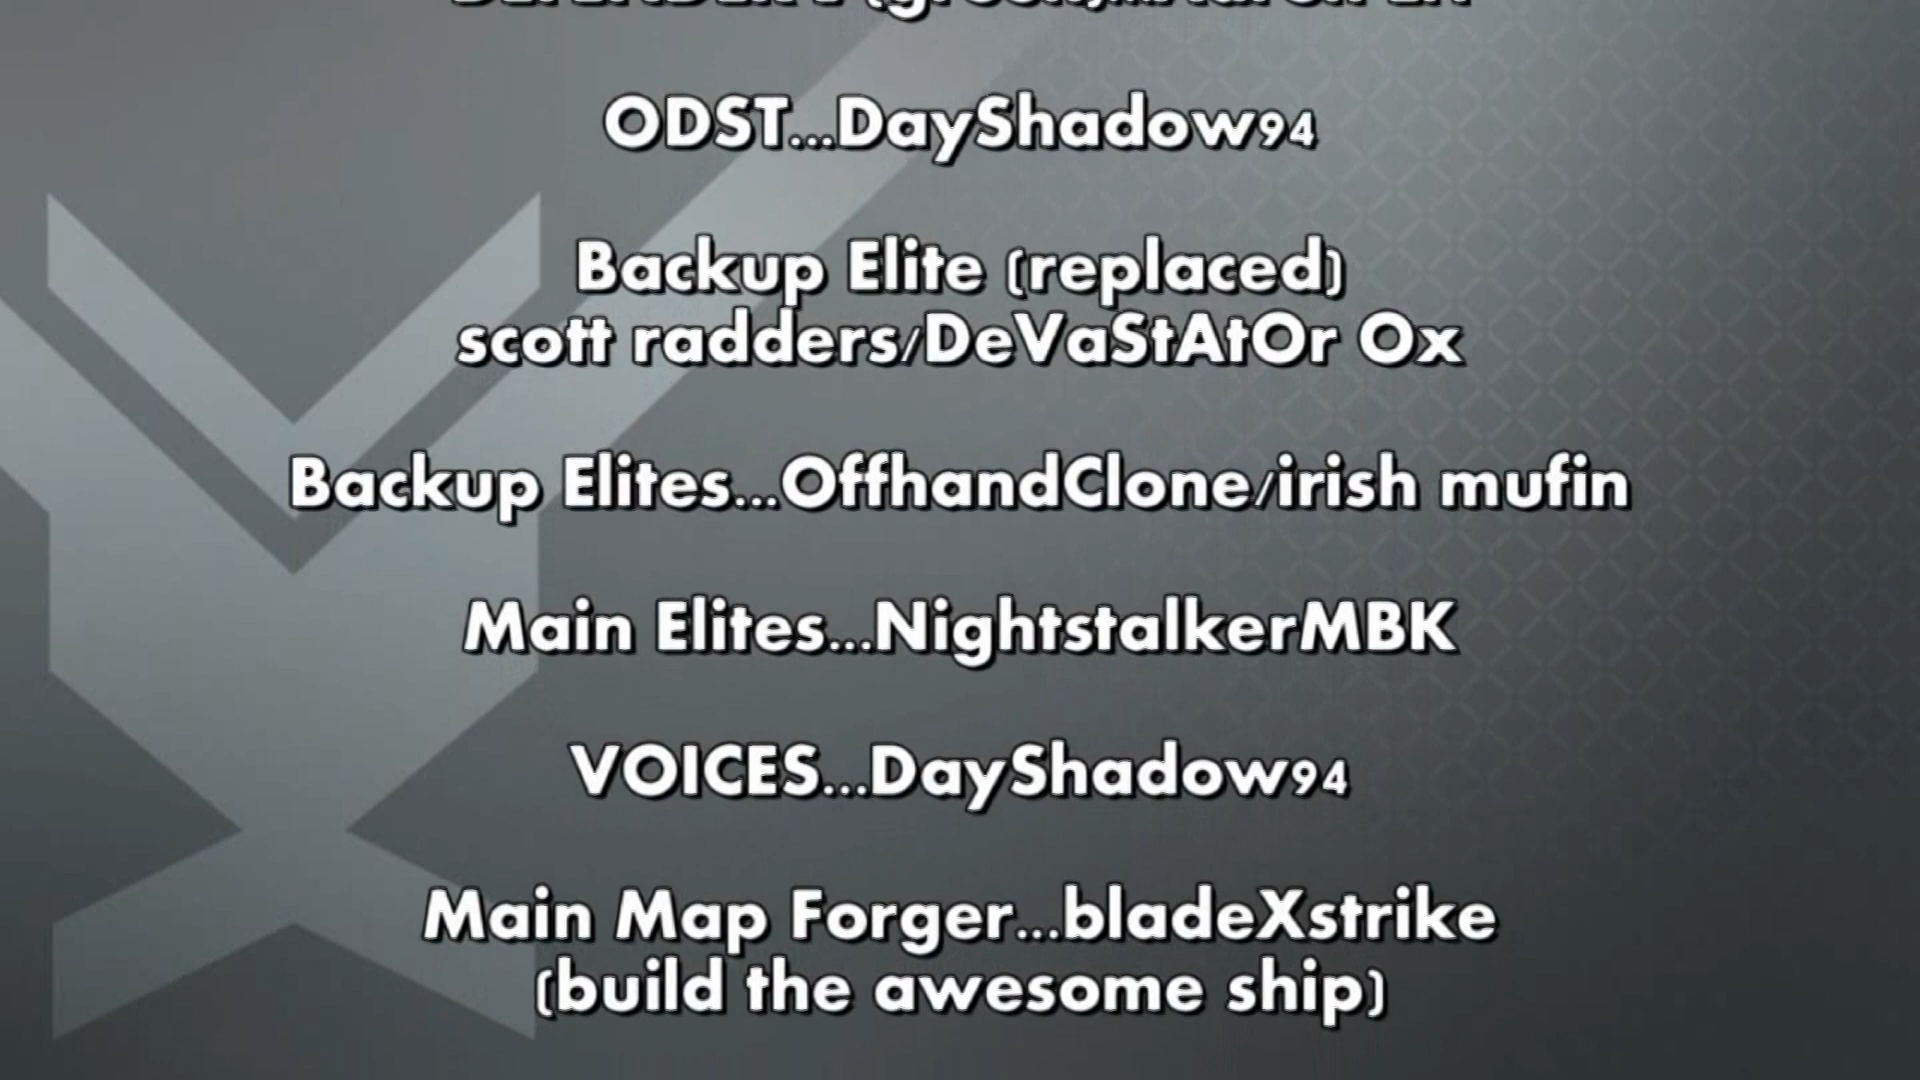 ODST...DayShadow94
Backup Elite (replaced)
scott radders/DeVaStAtOr Ox
Backup Elites...OffhandClone/irish mufin
Main Elites...NightstalkerMBK
VOICES...DayShadow94
Main Map Forger...bladeXstrike
(build the awesome ship)